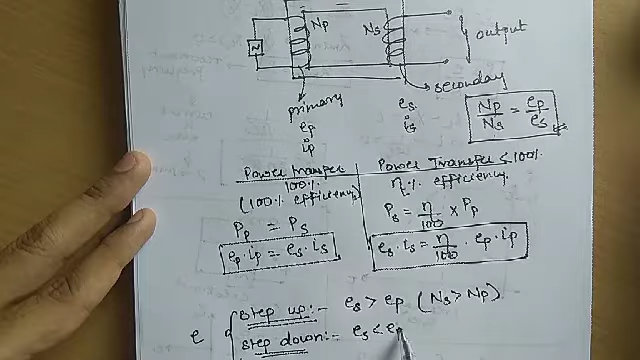 ~ Np Ns output
primary secondary
ep es
ip is
Np/Ns = ep/es
Power transfer 100%
(100% efficiency)
Pp = Ps
ep · ip = es · is
Power Transfer < 100%
η% efficiency
Ps = η/100 × Pp
es · is = η/100 · ep · ip
e { step up :- es > ep (Ns > Np)
step down :- es < ep